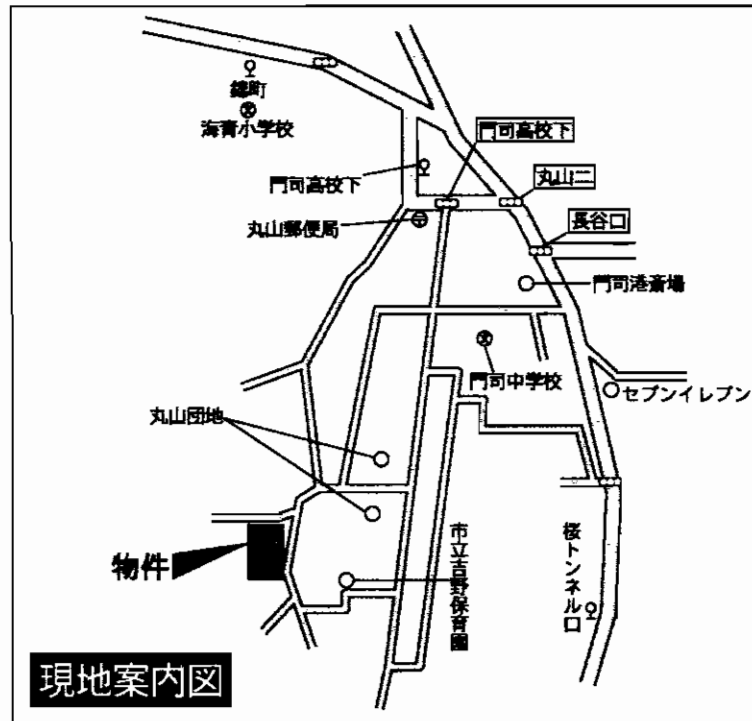 鎹町
海青小学校
門司高校下
門司高校下
丸山二
丸山郵便局
長谷口
門司港斎場
門司中学校
セブンイレブン
丸山団地
物件
市立吉野保育園
桜トンネル口
現地案内図